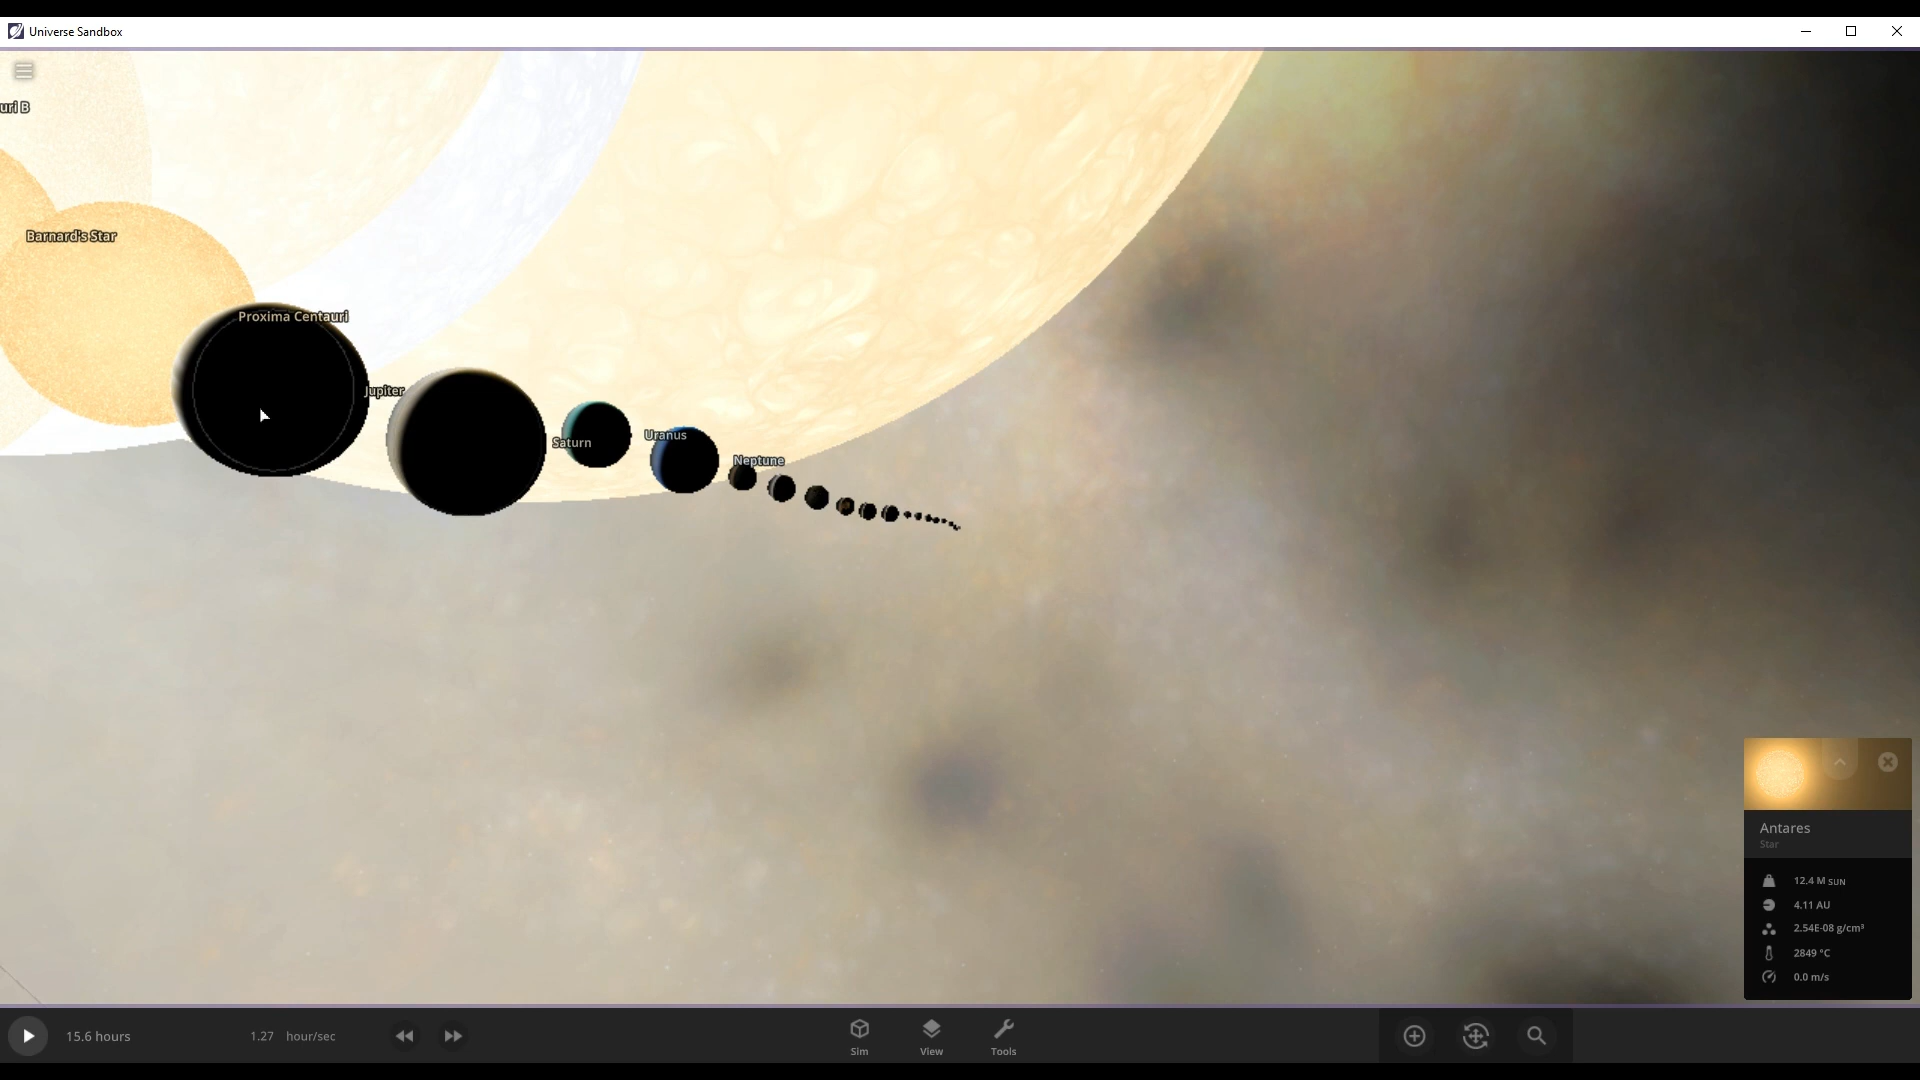 Universe Sandbox
uri B
Barnard's Star
Proxima Centauri
Jupiter
Saturn
Uranus
Neptune
Antares
Star
12.4 M SUN
4.11 AU
2.54E-08 g/cm³
2849 °C
0.0 m/s
15.6 hours
1.27 hour/sec
Sim
View
Tools